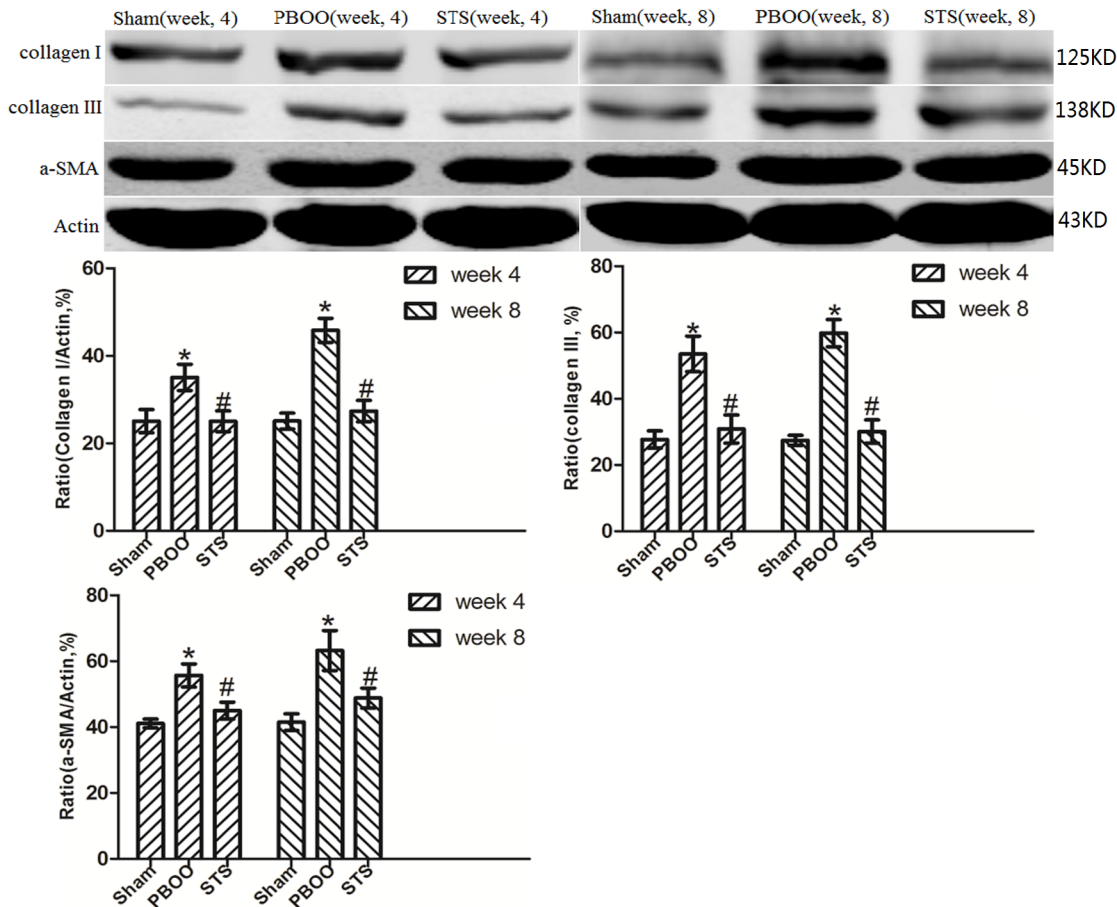 Sham(week, 4) PBOO(week, 4) STS(week, 4) Sham(week, 8) PBOO(week, 8) STS(week, 8)
collagen I 125KD
collagen III 138KD
a-SMA 45KD
Actin 43KD
Ratio(Collagen I/Actin,%)
60
40
20
0
* # * #
week 4
week 8
Sham PBOO STS Sham PBOO STS
Ratio(collagen III, %)
80
60
40
20
0
* # * #
week 4
week 8
Sham PBOO STS Sham PBOO STS
Ratio(a-SMA/Actin,%)
80
60
40
20
0
* # * #
week 4
week 8
Sham PBOO STS Sham PBOO STS